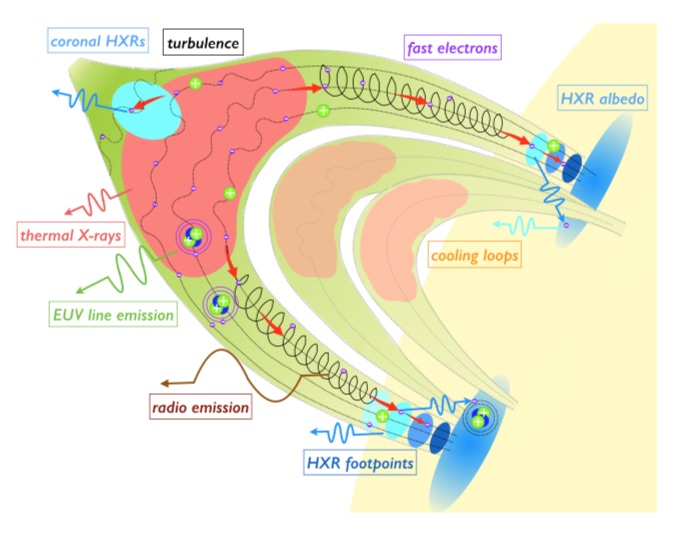 coronal HXRs
turbulence
fast electrons
HXR albedo
thermal X-rays
cooling loops
EUV line emission
radio emission
HXR footpoints